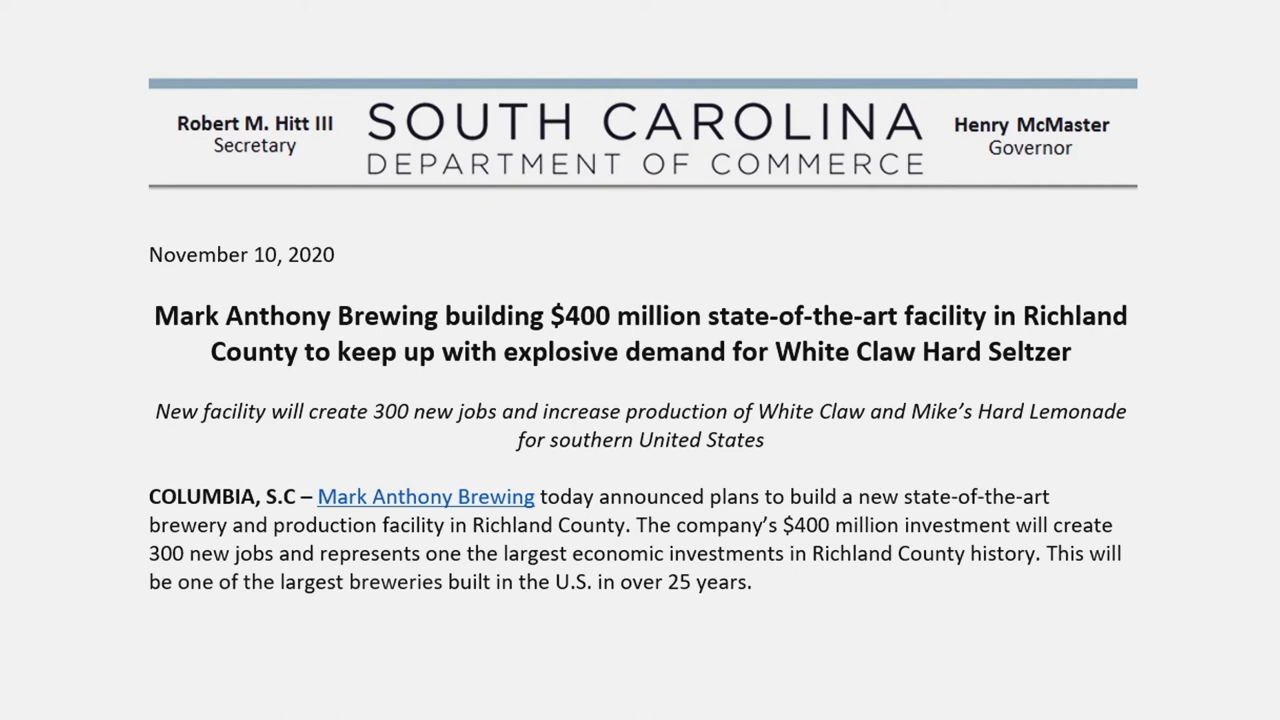 Robert M. Hitt III
Secretary
SOUTH CAROLINA
DEPARTMENT OF COMMERCE
Henry McMaster
Governor
November 10, 2020
Mark Anthony Brewing building $400 million state-of-the-art facility in Richland
County to keep up with explosive demand for White Claw Hard Seltzer
New facility will create 300 new jobs and increase production of White Claw and Mike's Hard Lemonade
for southern United States
COLUMBIA, S.C – Mark Anthony Brewing today announced plans to build a new state-of-the-art
brewery and production facility in Richland County. The company's $400 million investment will create
300 new jobs and represents one the largest economic investments in Richland County history. This will
be one of the largest breweries built in the U.S. in over 25 years.